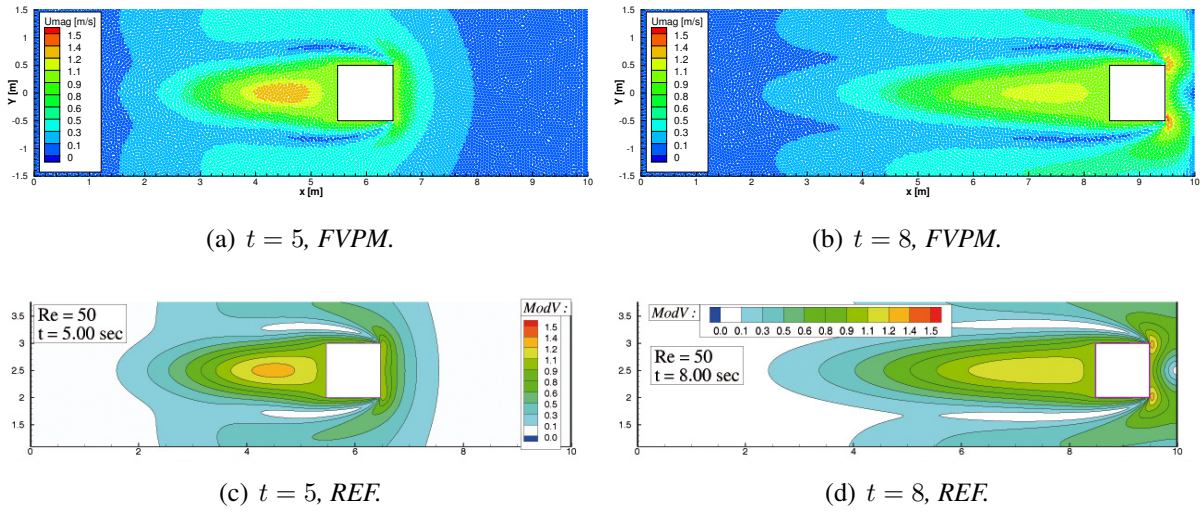 Umag [m/s]
1.5
1.4
1.2
1.1
0.9
0.8
0.6
0.5
0.3
0.1
0
1.5
1
0.5
0
-0.5
-1
-1.5
Y [m]
0 1 2 3 4 5 6 7 8 9 10
x [m]
(a) t = 5, FVPM.
Umag [m/s]
1.5
1.4
1.2
1.1
0.9
0.8
0.6
0.5
0.3
0.1
0
1.5
1
0.5
0
-0.5
-1
-1.5
Y [m]
0 1 2 3 4 5 6 7 8 9 10
x [m]
(b) t = 8, FVPM.
Re = 50
t = 5.00 sec
ModV :
1.5
1.4
1.2
1.1
0.9
0.8
0.6
0.5
0.3
0.1
0.0
3.5
3
2.5
2
1.5
0 2 4 6 8 10
(c) t = 5, REF.
ModV :
0.0 0.1 0.3 0.5 0.6 0.8 0.9 1.1 1.2 1.4 1.5
Re = 50
t = 8.00 sec
3.5
3
2.5
2
1.5
0 2 4 6 8 10
(d) t = 8, REF.